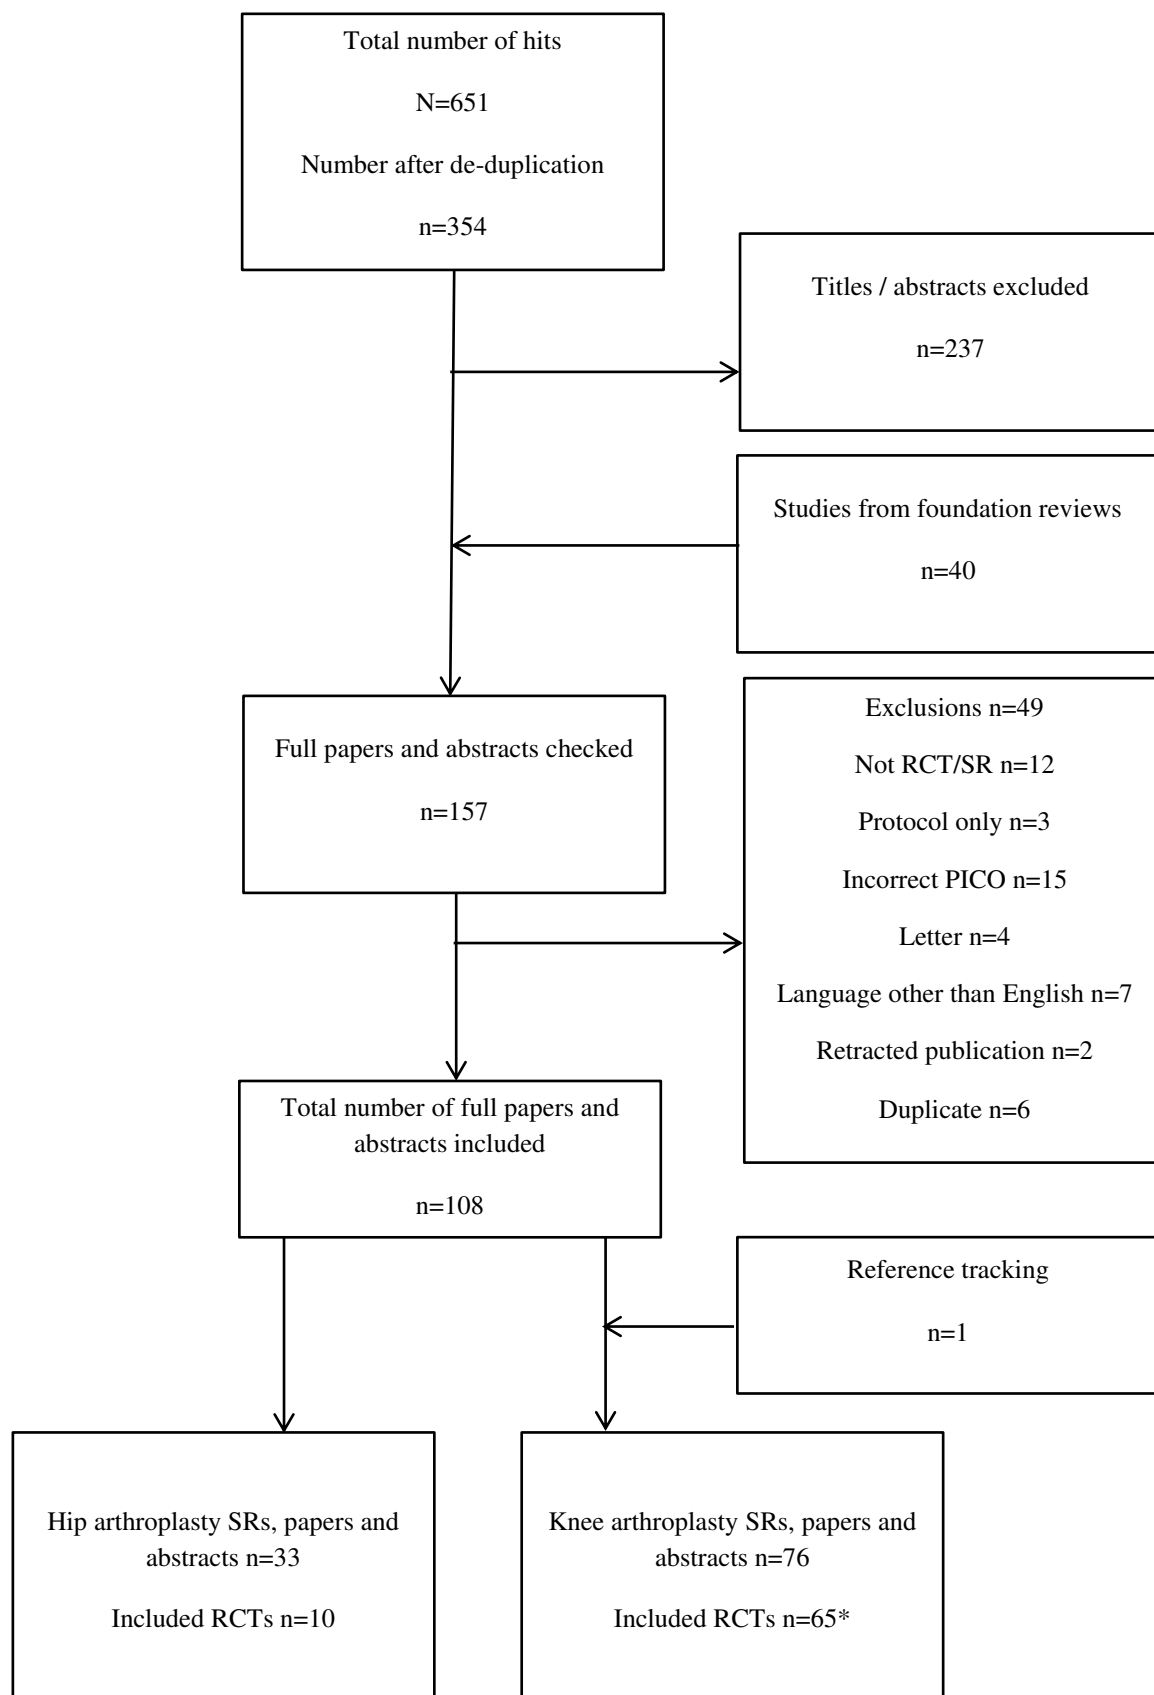 Total number of hits
N=651
Number after de-duplication
n=354
Titles / abstracts excluded
n=237
Studies from foundation reviews
n=40
Full papers and abstracts checked
n=157
Exclusions n=49
Not RCT/SR n=12
Protocol only n=3
Incorrect PICO n=15
Letter n=4
Language other than English n=7
Retracted publication n=2
Duplicate n=6
Total number of full papers and
abstracts included
n=108
Reference tracking
n=1
Hip arthroplasty SRs, papers and
abstracts n=33
Included RCTs n=10
Knee arthroplasty SRs, papers and
abstracts n=76
Included RCTs n=65*